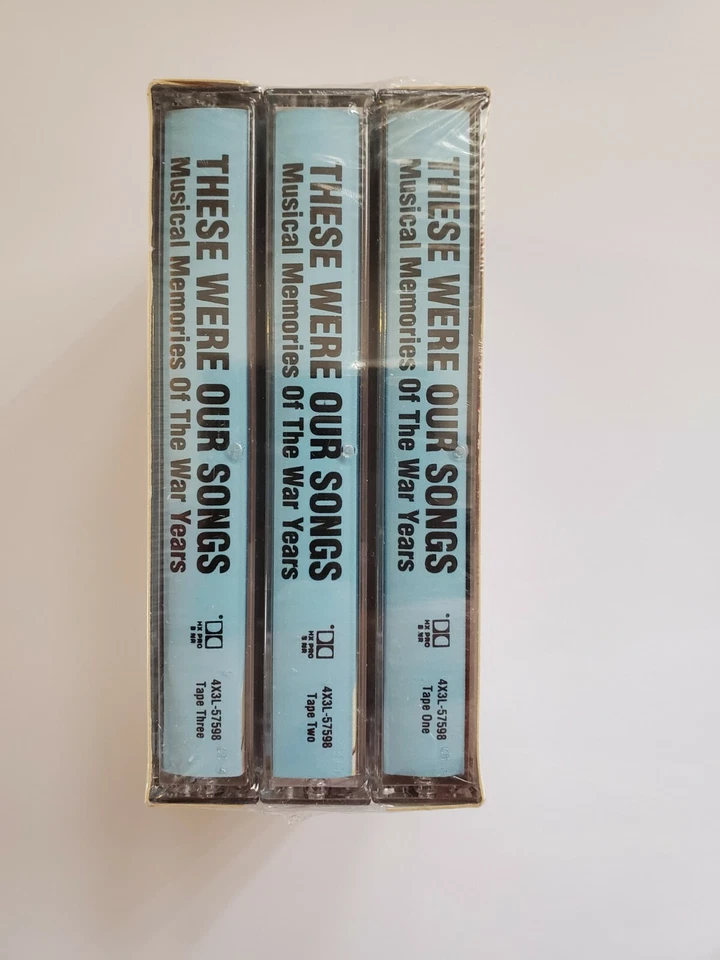 THESE WERE OUR SONGS
Musical Memories Of The War Years
HX PRO
B NR
4X3L-57598
Tape Three
THESE WERE OUR SONGS
Musical Memories Of The War Years
HX PRO
B NR
4X3L-57598
Tape Two
THESE WERE OUR SONGS
Musical Memories Of The War Years
HX PRO
B NR
4X3L-57598
Tape One